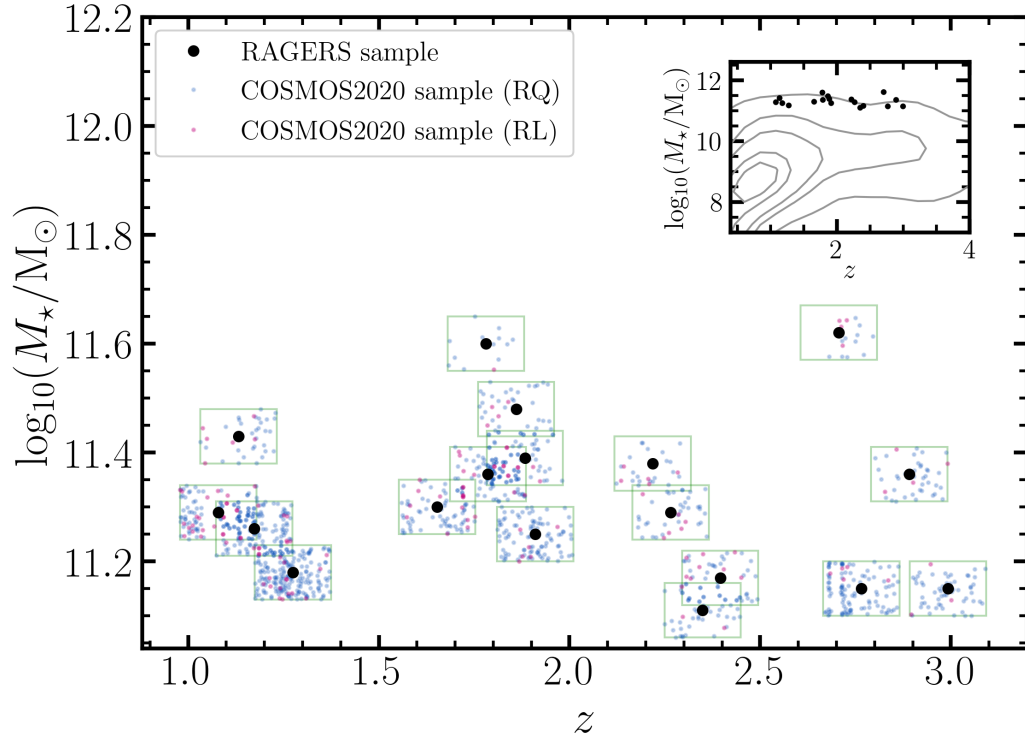 RAGERS sample
COSMOS2020 sample (RQ)
COSMOS2020 sample (RL)
12.2
12.0
11.8
11.6
11.4
11.2
log₁₀(M⋆/M⊙)
1.0 1.5 2.0 2.5 3.0
z
12
10
8
log₁₀(M⋆/M⊙)
2 4
z